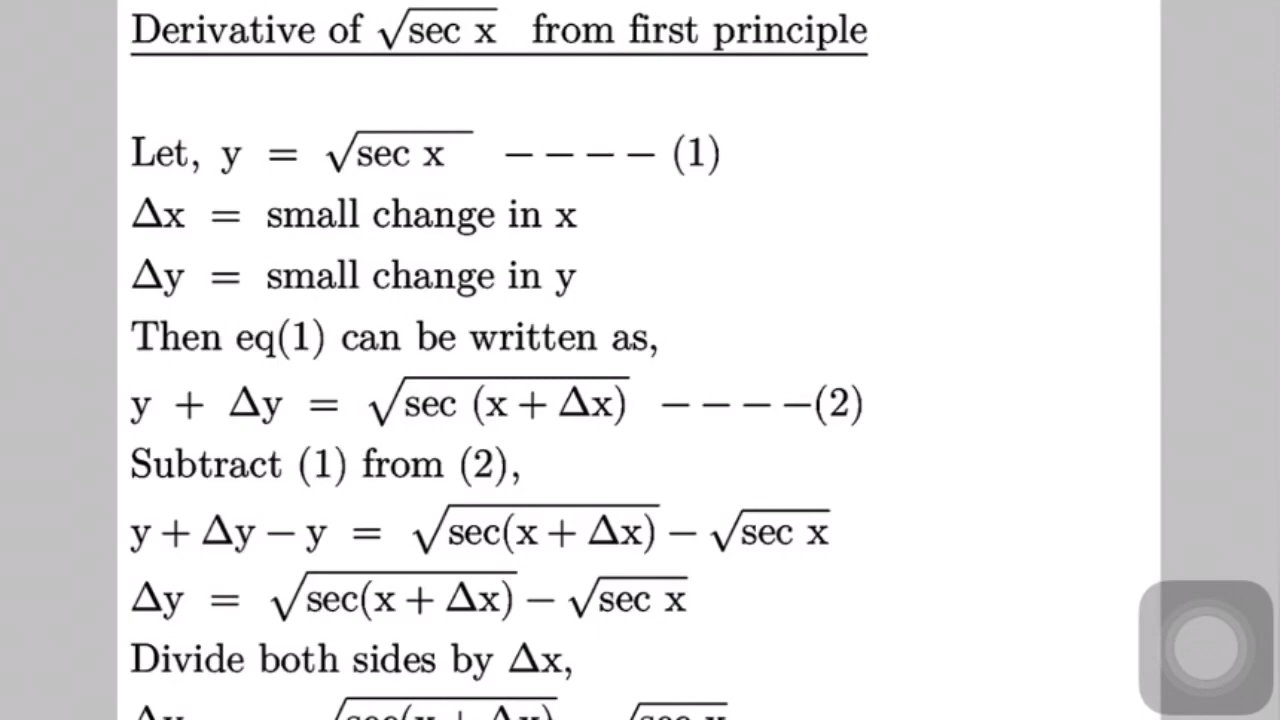 Derivative of √sec x from first principle
Let, y = √sec x −−−− (1)
Δx = small change in x
Δy = small change in y
Then eq(1) can be written as,
y + Δy = √sec (x + Δx) −−−−(2)
Subtract (1) from (2),
y + Δy − y = √sec(x + Δx) − √sec x
Δy = √sec(x + Δx) − √sec x
Divide both sides by Δx,